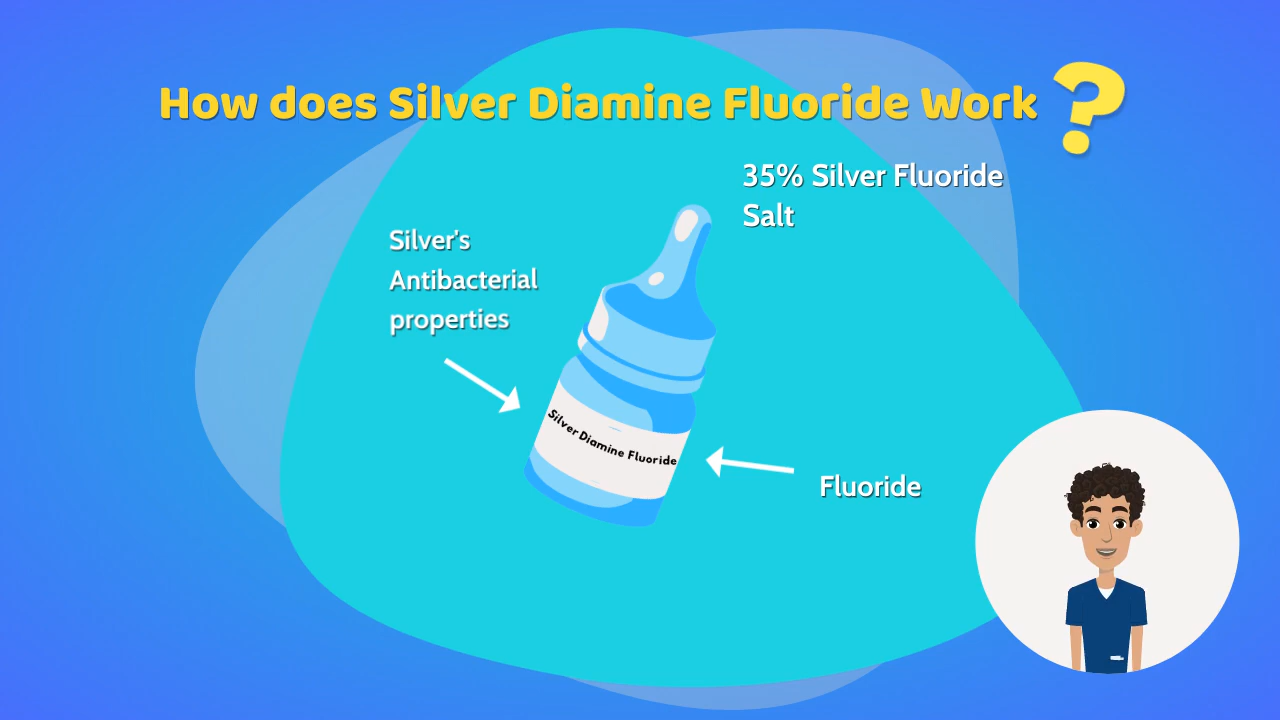 How does Silver Diamine Fluoride Work ?
35% Silver Fluoride
Salt
Silver's
Antibacterial
properties
Silver Diamine Fluoride
Fluoride